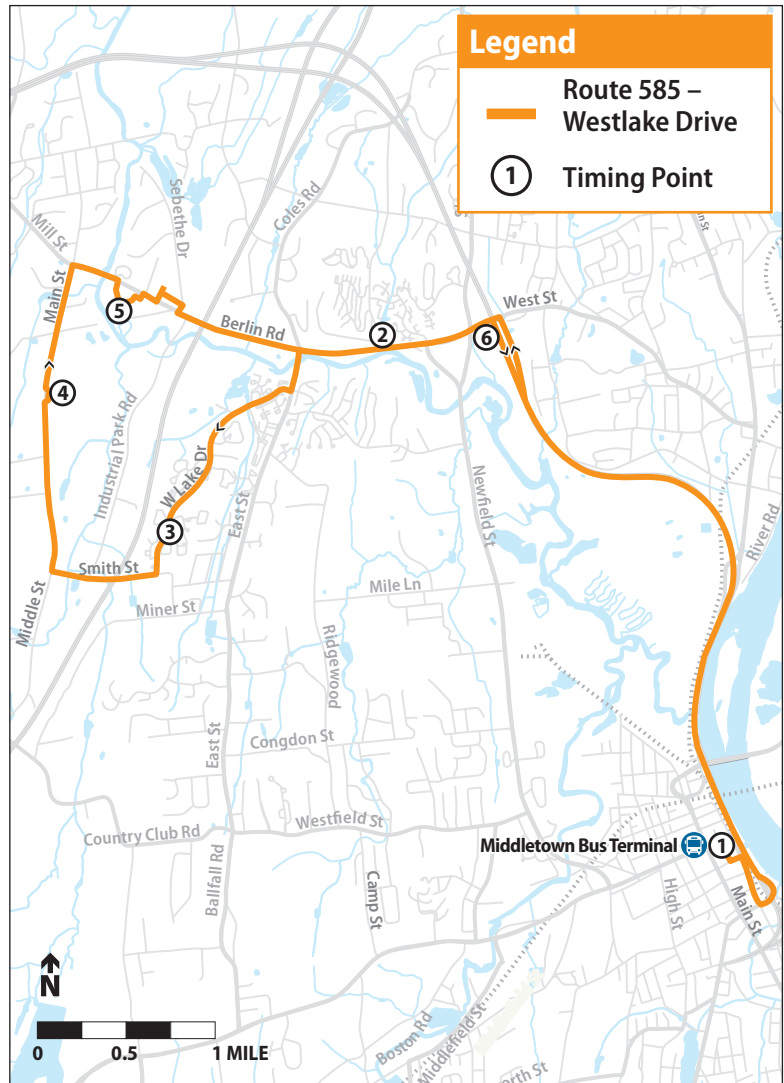 Legend
Route 585 –
Westlake Drive
1
Timing Point
Coles Rd
Sebethe Dr
Mill St
Main St
West St
5
Berlin Rd
2
6
4
Industrial Park Rd
W Lake Dr
East St
Newfield St
River Rd
3
Smith St
Middle St
Miner St
Mile Ln
Ridgewood
East St
Congdon St
Country Club Rd
Westfield St
Middletown Bus Terminal
1
Ballfall Rd
Camp St
High St
Main St
N
0
0.5
1 MILE
Boston Rd
Middlefield St